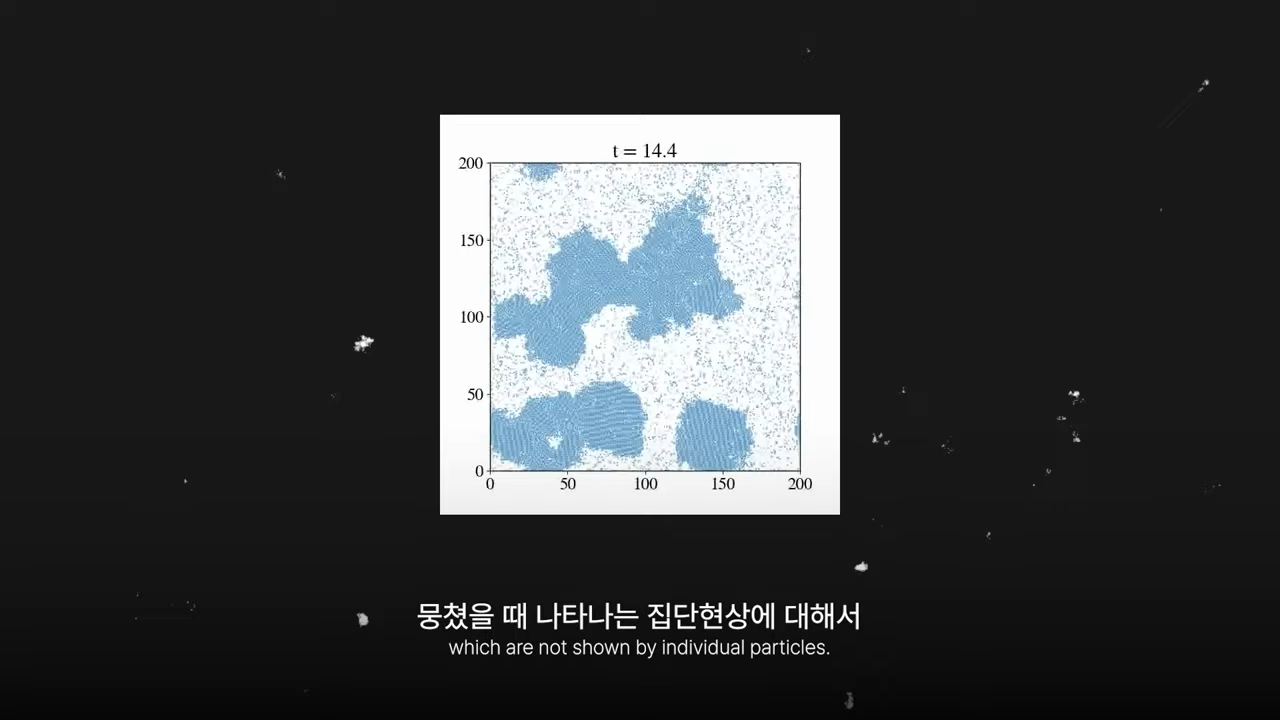 t = 14.4
200
150
100
50
0
0 50 100 150 200
뭉쳤을 때 나타나는 집단현상에 대해서
which are not shown by individual particles.